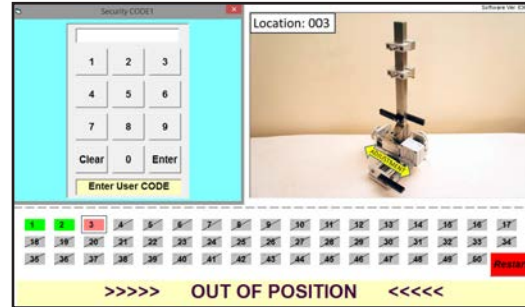 Security CODE1
x
Location: 003
1 2 3
4 5 6
7 8 9
Clear 0 Enter
Enter User CODE
ADJUSTMENT
1 2 3 4 5 6 7 8 9 10 11 12 13 14 15 16 17
18 19 20 21 22 23 24 25 26 27 28 29 30 31 32 33 34
35 36 37 38 39 40 41 42 43 44 45 46 47 48 49 50 Restart
>>>>> OUT OF POSITION <<<<<